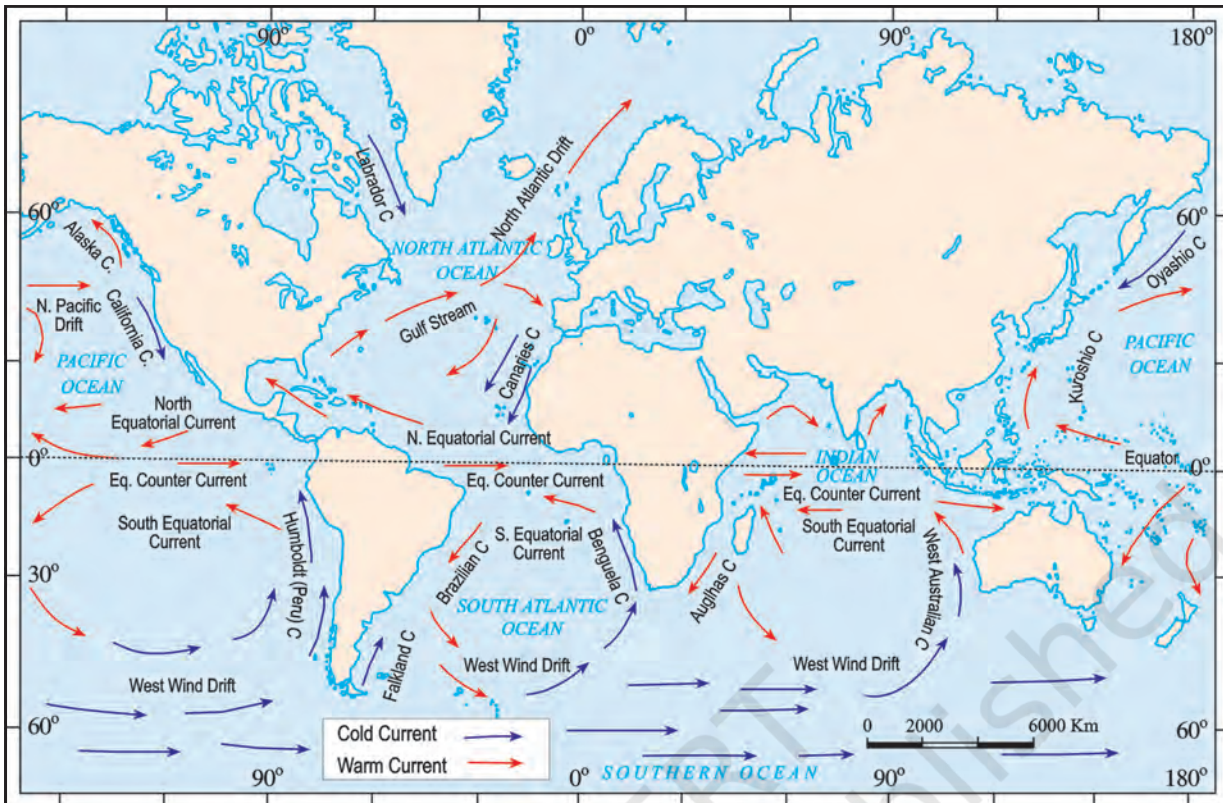 90°
0°
90°
180°
Labrador C
North Atlantic Drift
60°
60°
Alaska C.
NORTH ATLANTIC
OCEAN
Oyashio C
N. Pacific
Drift
California C.
Gulf Stream
Canaries C
Kuroshio C
PACIFIC
OCEAN
PACIFIC
OCEAN
North
Equatorial Current
N. Equatorial Current
INDIAN
OCEAN
Equator
0°
0°
Eq. Counter Current
Eq. Counter Current
Eq. Counter Current
South Equatorial
Current
Humboldt (Peru) C
Brazilian C
S. Equatorial
Current
Benguela C
South Equatorial
Current
West Australian C
Auglhas C
30°
30°
SOUTH ATLANTIC
OCEAN
West Wind Drift
Falkland C
West Wind Drift
West Wind Drift
60°
60°
Cold Current
Warm Current
0 2000 6000 Km
SOUTHERN OCEAN
90°
0°
90°
180°